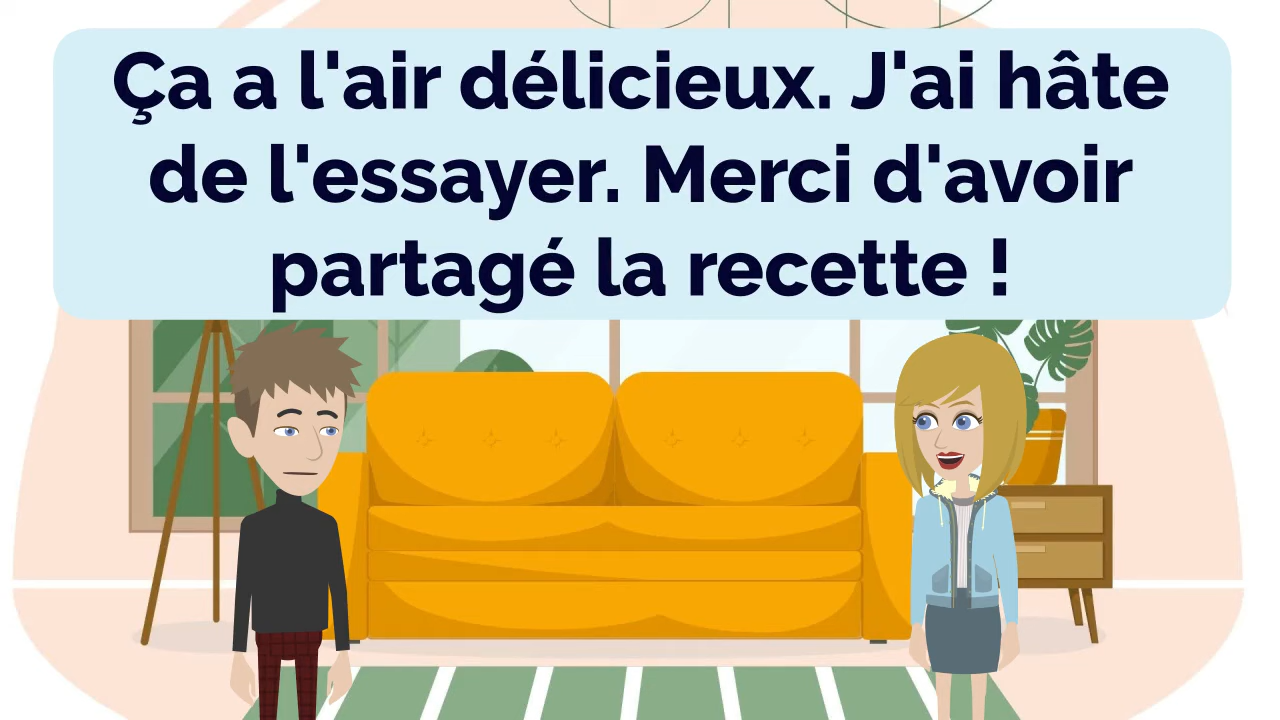 Ça a l'air délicieux. J'ai hâte
de l'essayer. Merci d'avoir
partagé la recette !